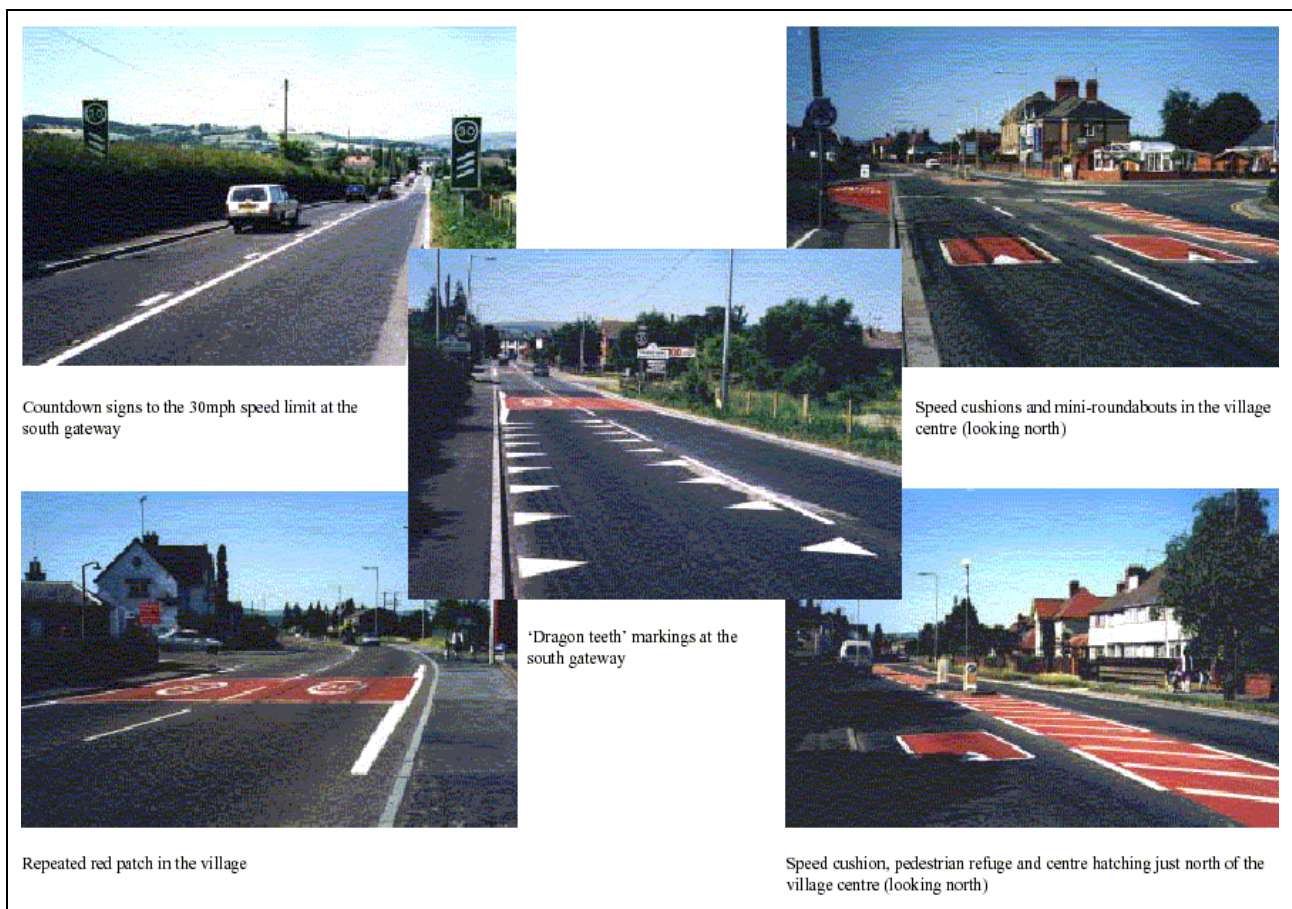 30
30
Countdown signs to the 30mph speed limit at the
south gateway
Speed cushions and mini-roundabouts in the village
centre (looking north)
‘Dragon teeth’ markings at the
south gateway
Repeated red patch in the village
Speed cushion, pedestrian refuge and centre hatching just north of the
village centre (looking north)